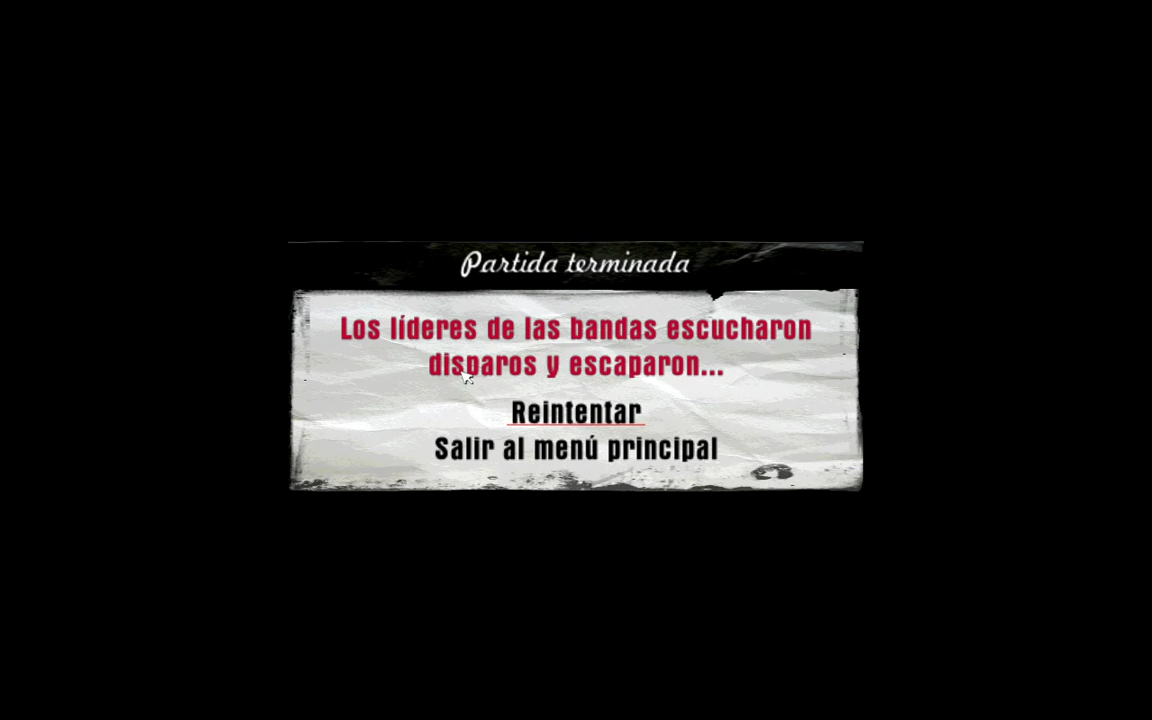 Partida terminada
Los líderes de las bandas escucharon
disparos y escaparon...
Reintentar
Salir al menú principal